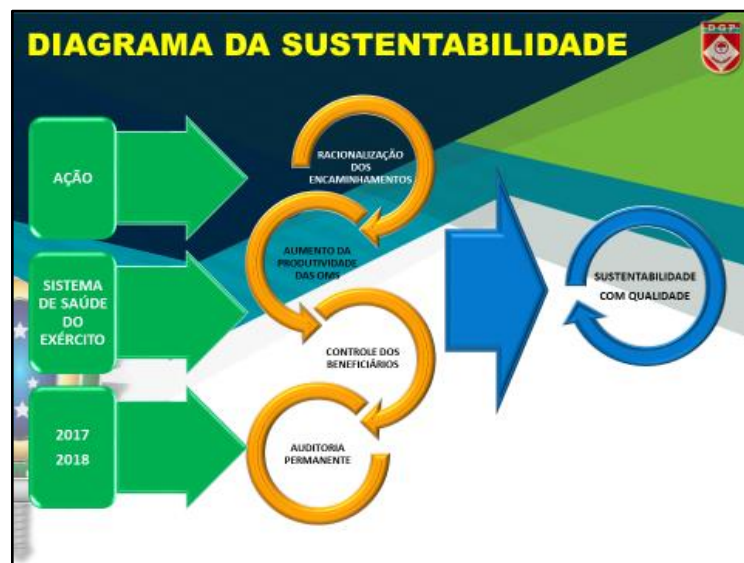 DIAGRAMA DA SUSTENTABILIDADE
DGP
AÇÃO
SISTEMA
DE SAÚDE
DO
EXÉRCITO
2017
2018
RACIONALIZAÇÃO
DOS
ENCAMINHAMENTOS
AUMENTO DA
PRODUTIVIDADE
DAS OMS
CONTROLE DOS
BENEFICIÁRIOS
AUDITORIA
PERMANENTE
SUSTENTABILIDADE
COM QUALIDADE